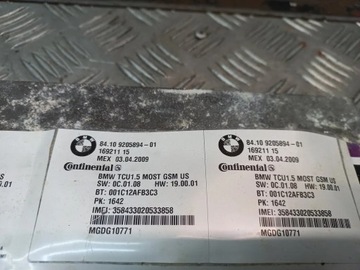 84.10 9205894-01
169211 15
MEX 03.04.2009
Continental
BMW TCU1.5 MOST GSM US
SW: 0C.01.08 HW: 19.00.01
BT: 001C12AFB3C3
PK: 1642
IMEI: 358433020533858
MGDG10771
84.10 9205894-01
169211 15
MEX 03.04.2009
Continental
BMW TCU1.5 MOST GSM US
SW: 0C.01.08 HW: 19.00.01
BT: 001C12AFB3C3
PK: 1642
IMEI: 358433020533858
MGDG10771